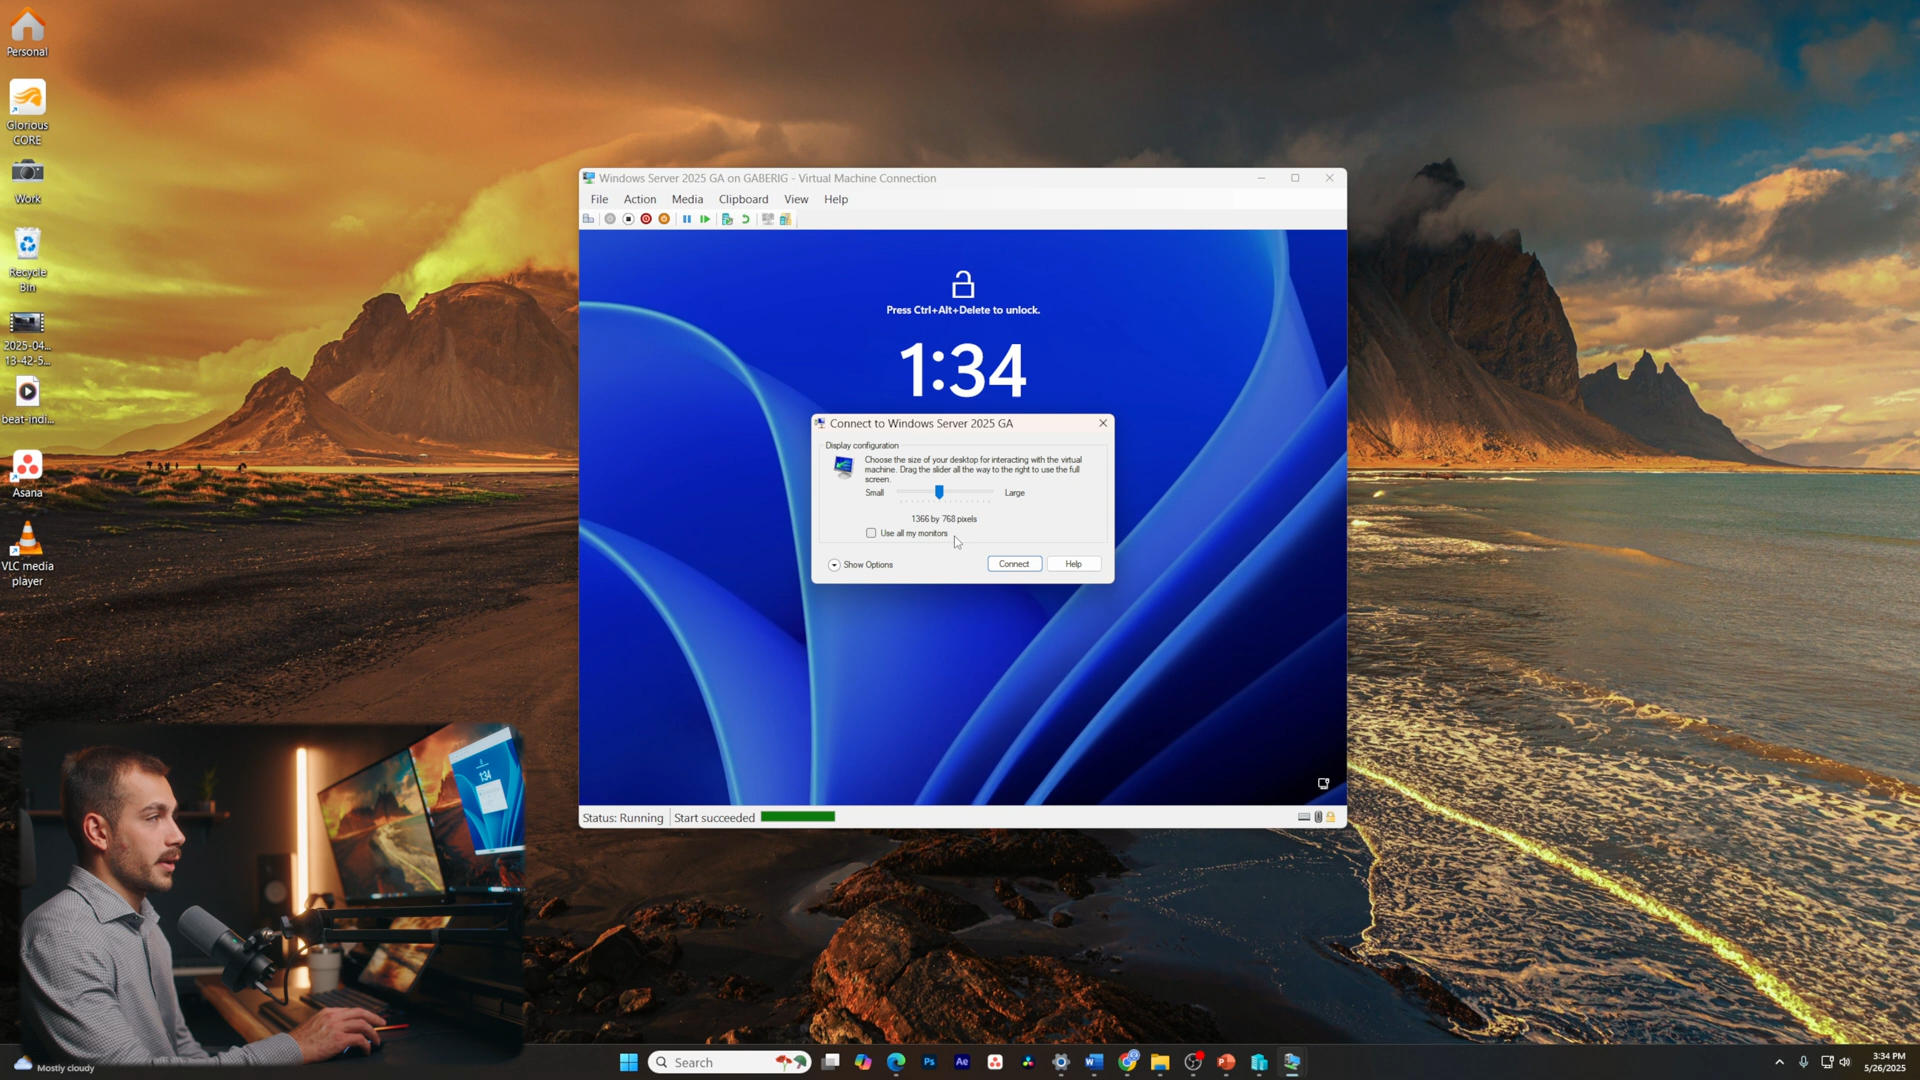 Personal
Glorious
CORE
Work
Recycle
Bin
2025-04...
13-42-5...
beat-indi...
Asana
VLC media
player
Windows Server 2025 GA on GABERIG - Virtual Machine Connection
File Action Media Clipboard View Help
Press Ctrl+Alt+Delete to unlock.
1:34
Connect to Windows Server 2025 GA
Display configuration
Choose the size of your desktop for interacting with the virtual
machine. Drag the slider all the way to the right to use the full
screen.
Small Large
1366 by 768 pixels
Use all my monitors
Show Options Connect Help
Status: Running Start succeeded
1:34
Mostly cloudy
Search
Ps
Ae
W
P
3:34 PM
5/26/2025